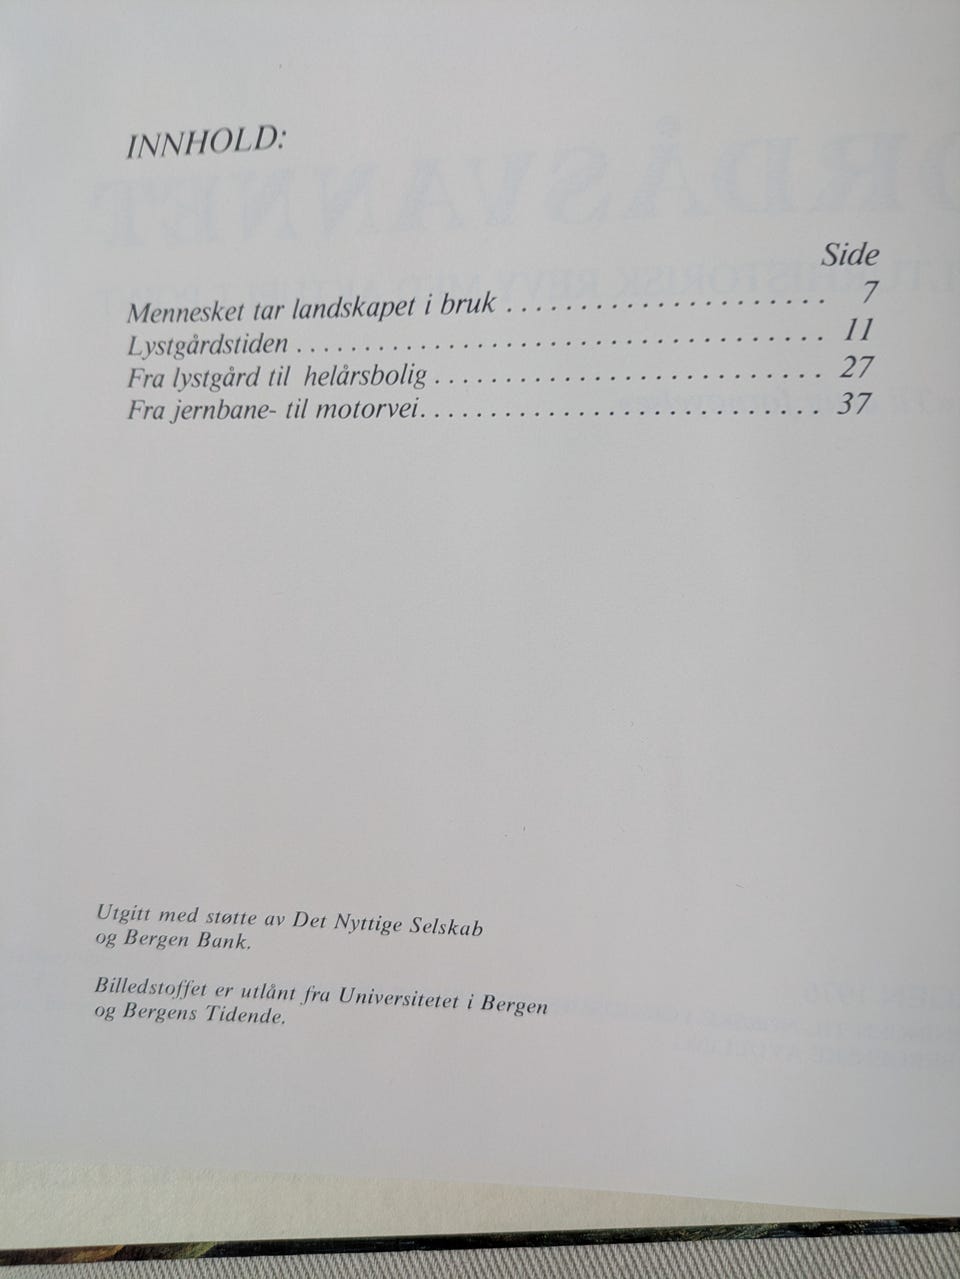 INNHOLD:
Side
Mennesket tar landskapet i bruk ........................ 7
Lystgårdstiden ....................................... 11
Fra lystgård til helårsbolig ............................. 27
Fra jernbane- til motorvei. ............................. 37
Utgitt med støtte av Det Nyttige Selskab
og Bergen Bank.
Billedstoffet er utlånt fra Universitetet i Bergen
og Bergens Tidende.